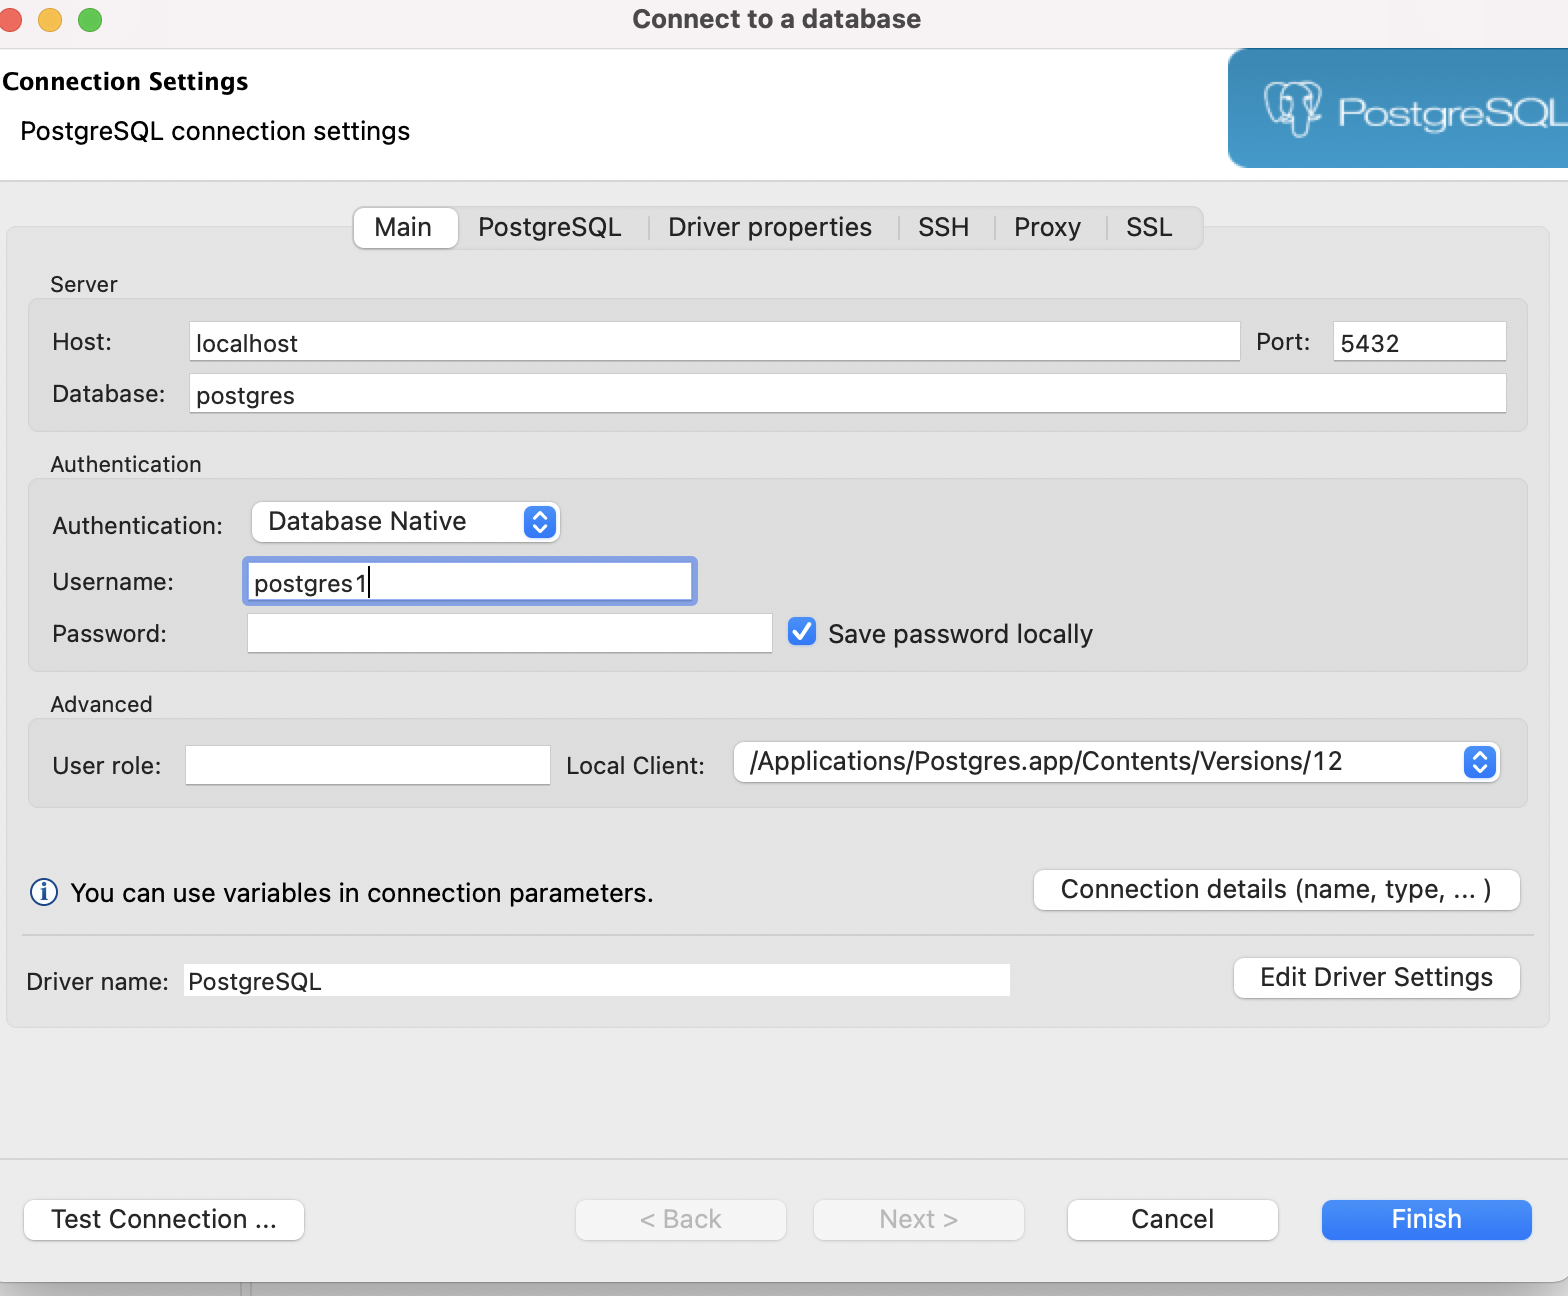 Connect to a database
Connection Settings
PostgreSQL connection settings
PostgreSQL
Main PostgreSQL Driver properties SSH Proxy SSL
Server
Host: localhost Port: 5432
Database: postgres
Authentication
Authentication: Database Native
Username: postgres1
Password: Save password locally
Advanced
User role: Local Client: /Applications/Postgres.app/Contents/Versions/12
You can use variables in connection parameters. Connection details (name, type, ... )
Driver name: PostgreSQL Edit Driver Settings
Test Connection ... < Back Next > Cancel Finish